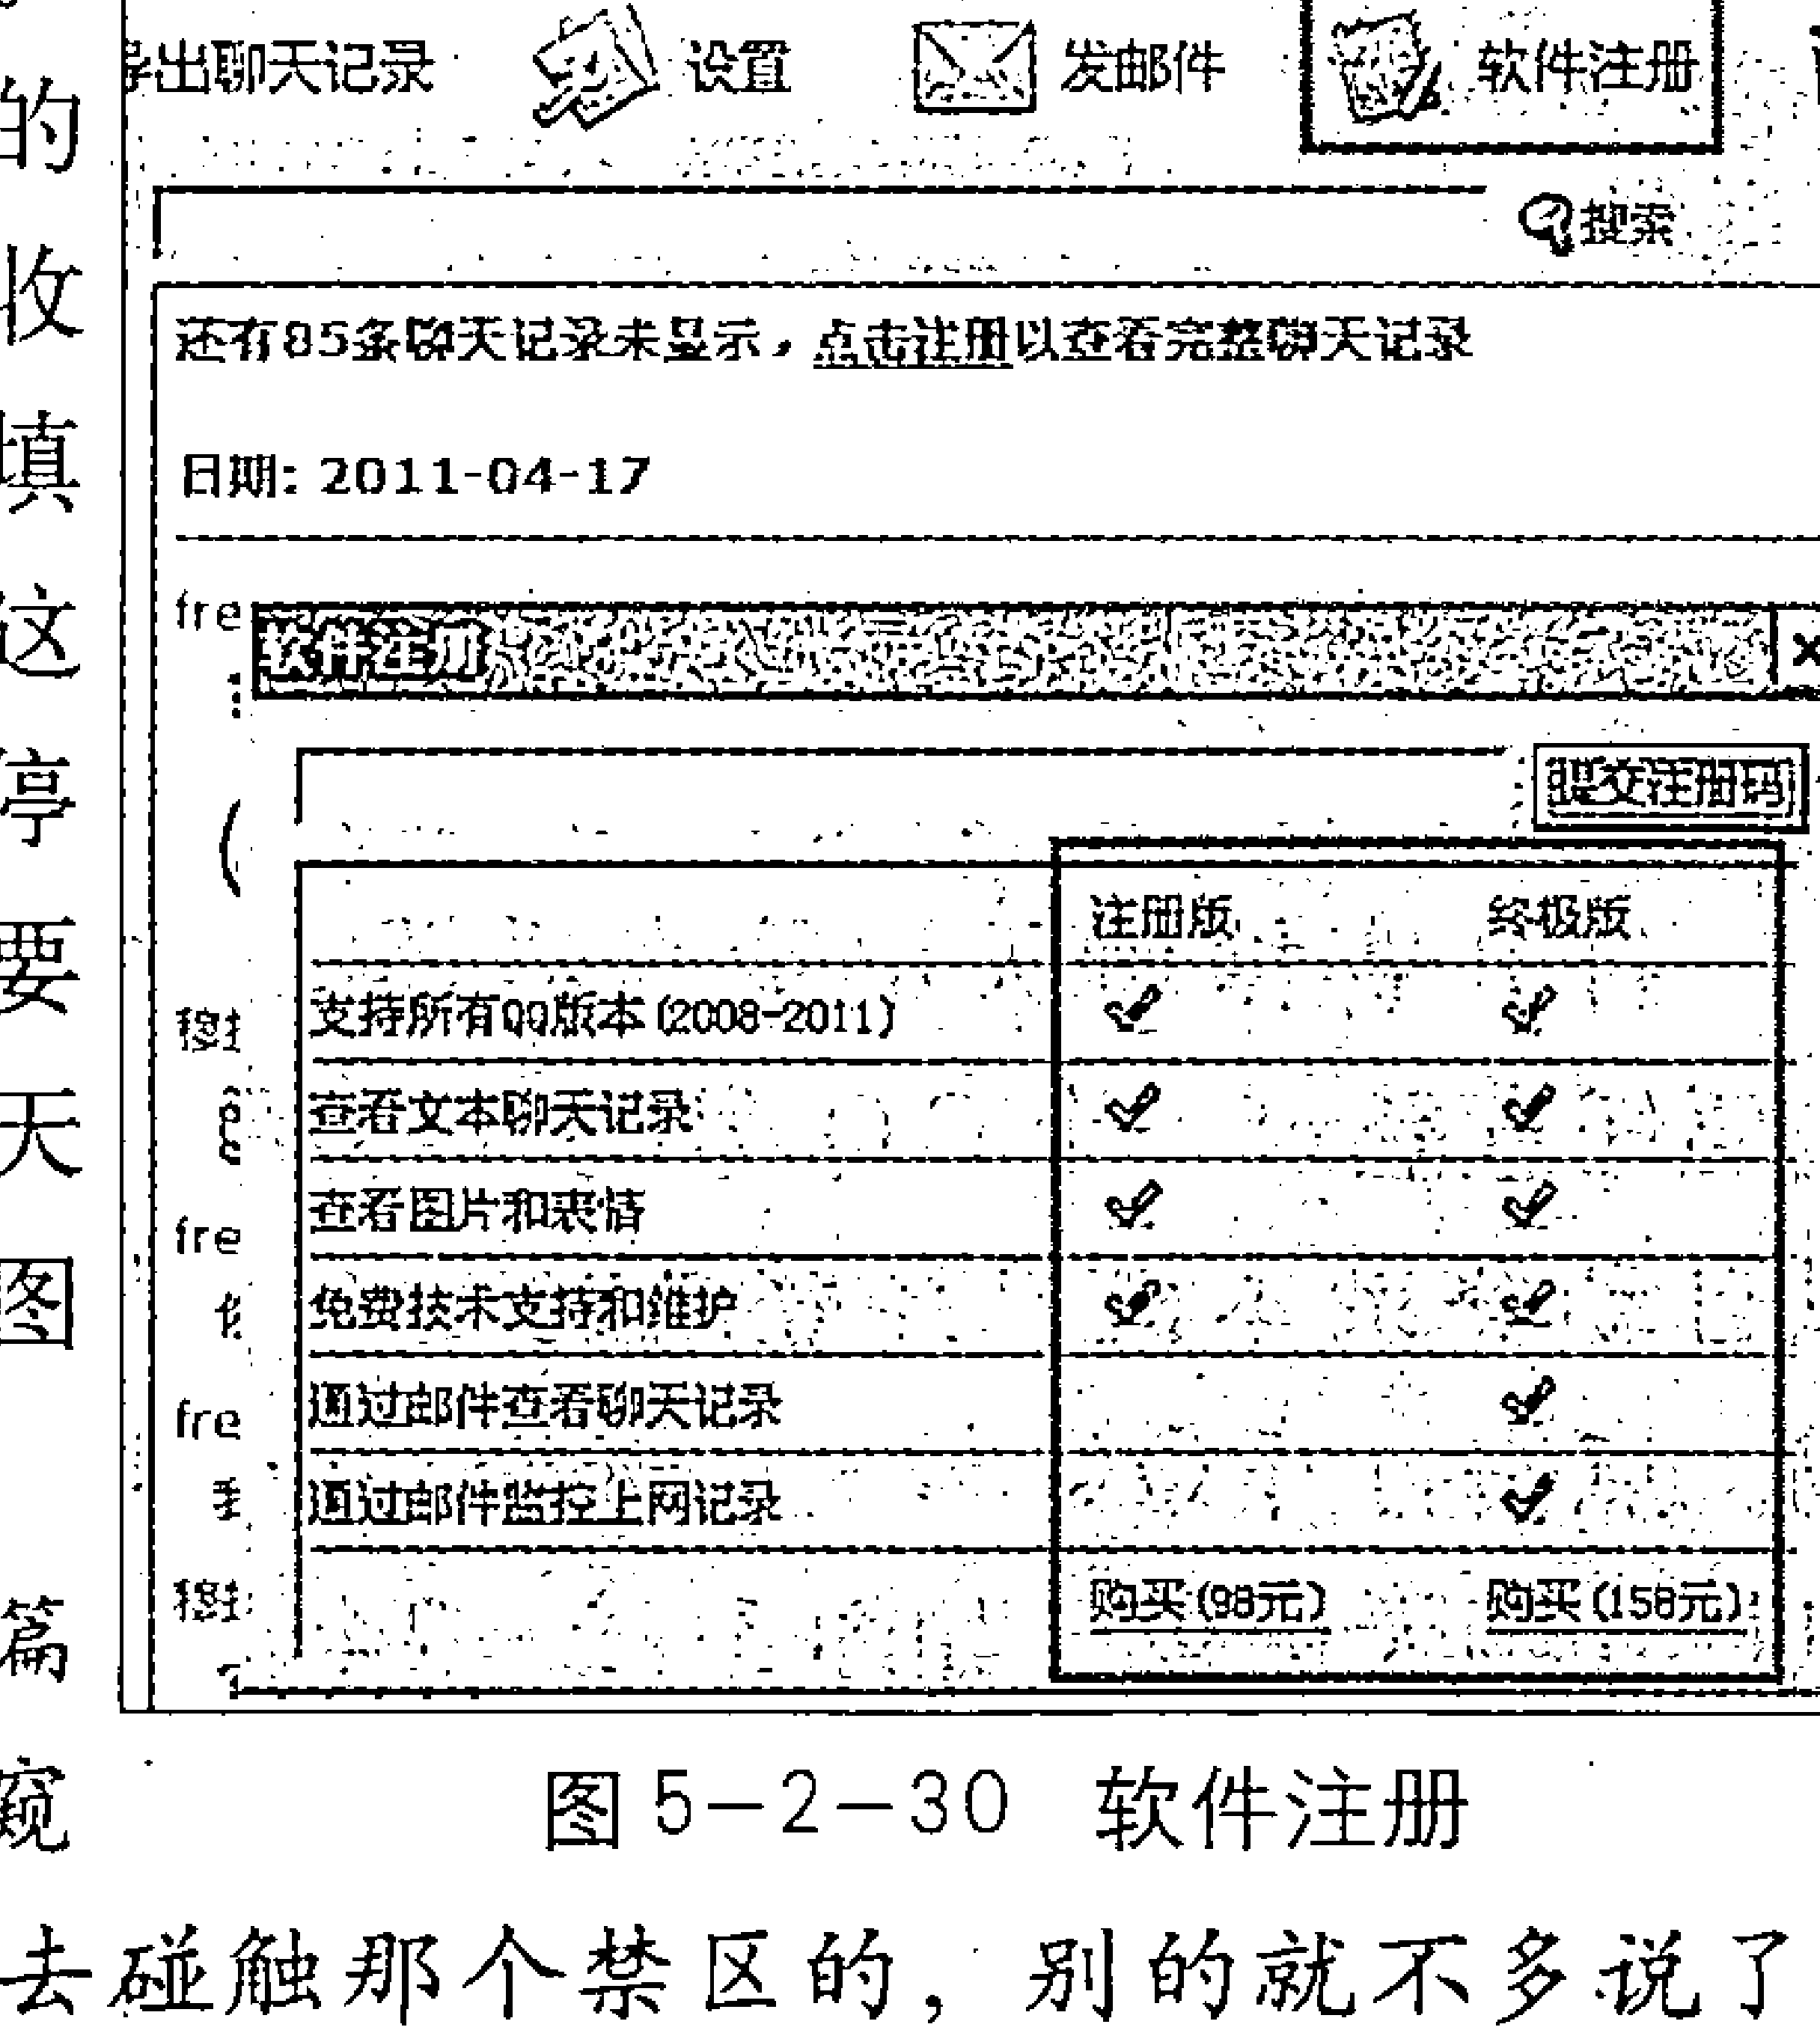 的
收
填
这
停
要
天
图
篇
窥
出聊天记录 设置 发邮件 软件注册
搜索
还有85条聊天记录未显示，点击注册以查看完整聊天记录
日期: 2011-04-17
fre
软件注册
提交注册码
注册版 终极版
支持所有QQ版本(2008-2011)
查看文本聊天记录
查看图片和表情
fre
免费技术支持和维护
通过邮件查看聊天记录
fre
通过邮件监控上网记录
购买(98元) 购买(158元)
图5-2-30 软件注册
去碰触那个禁区的，别的就不多说了